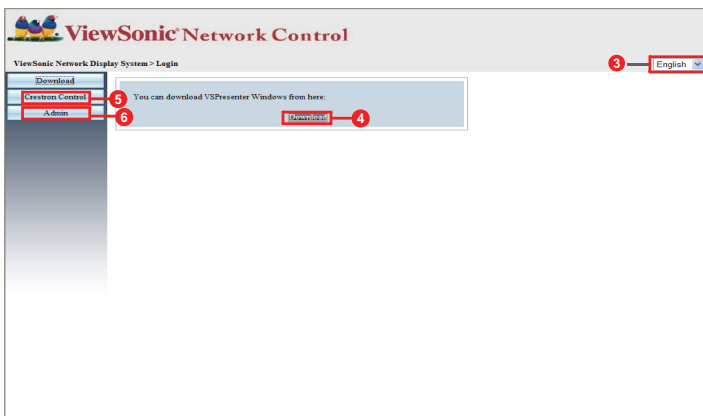 ViewSonic® Network Control
ViewSonic Network Display System > Login
3
English
Download
Crestron Control
5
Admin
6
You can download VSPresenter Windows from here:
Download
4